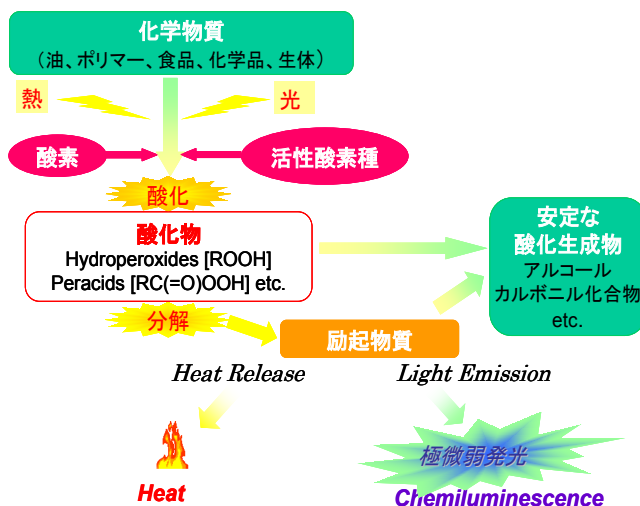 化学物質
（油、ポリマー、食品、化学品、生体）
熱
光
酸素
活性酸素種
酸化
酸化物
Hydroperoxides [ROOH]
Peracids [RC(=O)OOH] etc.
安定な
酸化生成物
アルコール
カルボニル化合物
etc.
分解
励起物質
Heat Release
Light Emission
極微弱発光
Heat
Chemiluminescence